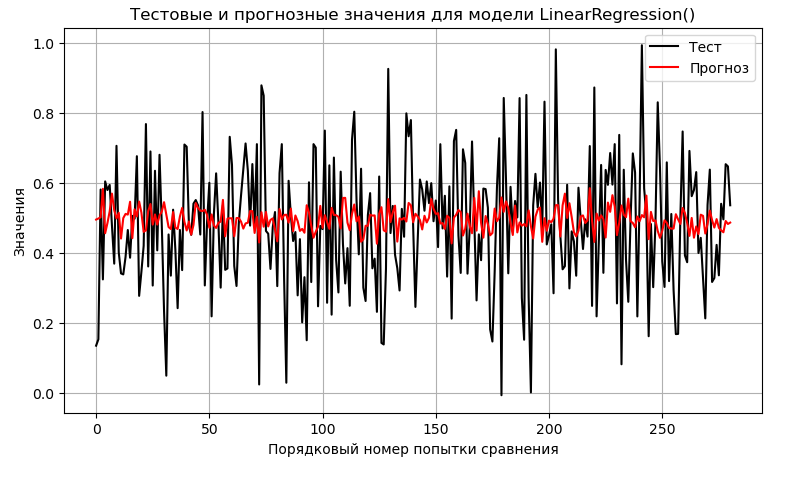 Тестовые и прогнозные значения для модели LinearRegression()
Тест
Прогноз
Значения
1.0
0.8
0.6
0.4
0.2
0.0
0
50
100
150
200
250
Порядковый номер попытки сравнения